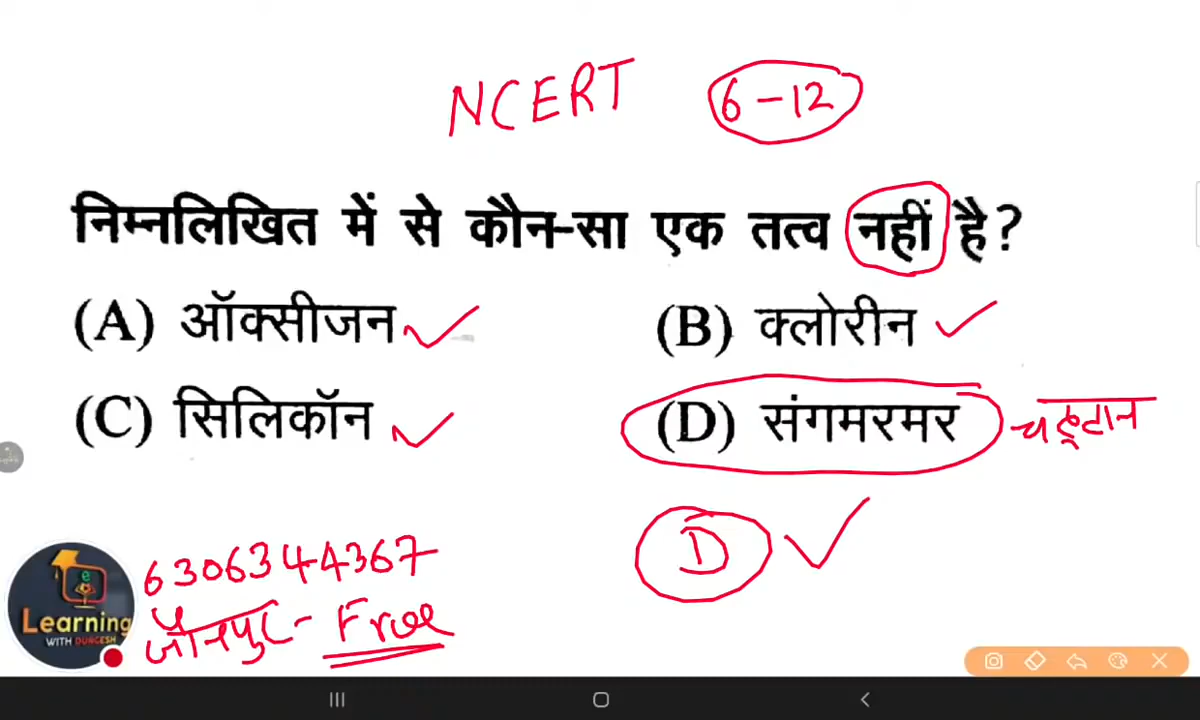 NCERT 6-12
निम्नलिखित में से कौन-सा एक तत्व नहीं है?
(A) ऑक्सीजन (B) क्लोरीन
(C) सिलिकॉन (D) संगमरमर चट्टान
D
6306344367
जौनपुर - Free
e
Learning
WITH DURGESH